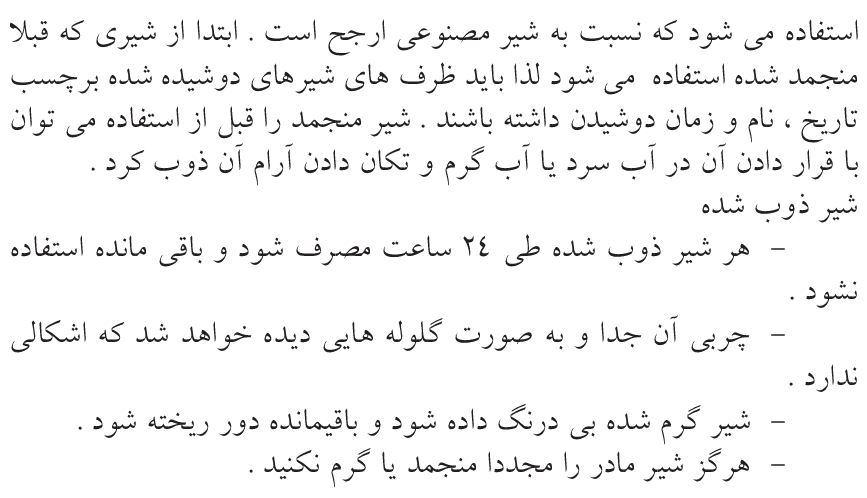 استفاده می شود که نسبت به شیر مصنوعی ارجح است . ابتدا از شیری که قبلا
منجمد شده استفاده می شود لذا باید ظرف های شیرهای دوشیده شده برچسب
تاریخ ، نام و زمان دوشیدن داشته باشند . شیر منجمد را قبل از استفاده می توان
با قرار دادن آن در آب سرد یا آب گرم و تکان دادن آرام آن ذوب کرد .
شیر ذوب شده
– هر شیر ذوب شده طی ٢٤ ساعت مصرف شود و باقی مانده استفاده
نشود .
– چربی آن جدا و به صورت گلوله هایی دیده خواهد شد که اشکالی
ندارد .
– شیر گرم شده بی درنگ داده شود و باقیمانده دور ریخته شود .
– هرگز شیر مادر را مجددا منجمد یا گرم نکنید .